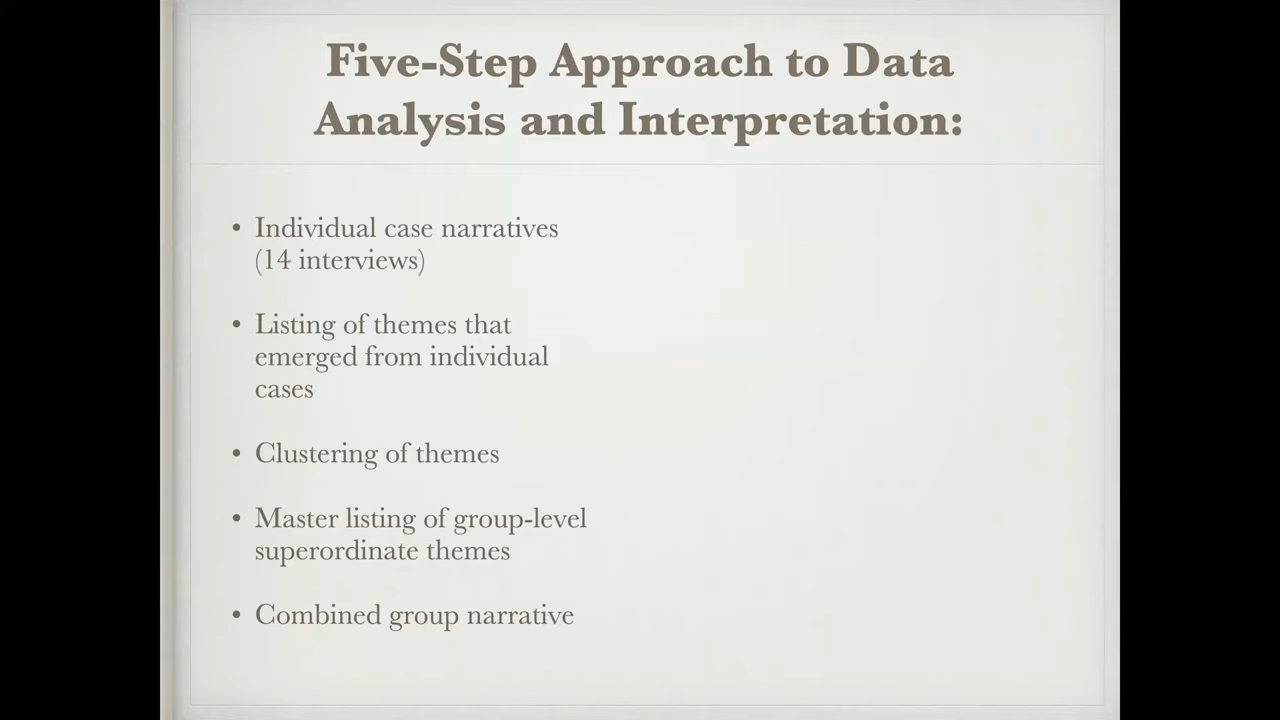 Five-Step Approach to Data
Analysis and Interpretation:
• Individual case narratives
(14 interviews)
• Listing of themes that
emerged from individual
cases
• Clustering of themes
• Master listing of group-level
superordinate themes
• Combined group narrative